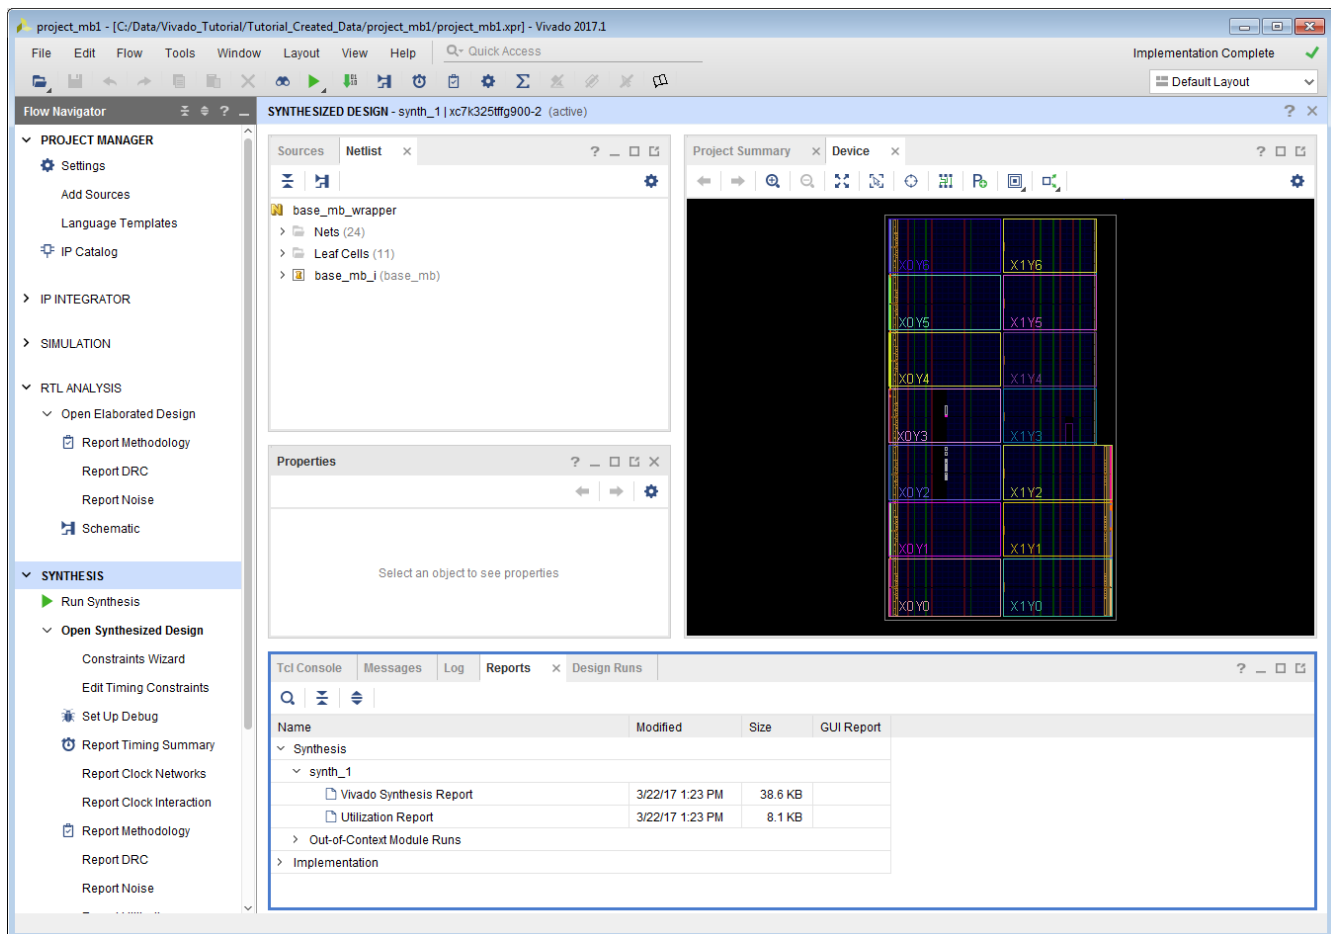 project_mb1 - [C:/Data/Vivado_Tutorial/Tutorial_Created_Data/project_mb1/project_mb1.xpr] - Vivado 2017.1
File Edit Flow Tools Window Layout View Help Quick Access Implementation Complete
Default Layout
Flow Navigator
PROJECT MANAGER
Settings
Add Sources
Language Templates
IP Catalog
IP INTEGRATOR
SIMULATION
RTL ANALYSIS
Open Elaborated Design
Report Methodology
Report DRC
Report Noise
Schematic
SYNTHESIS
Run Synthesis
Open Synthesized Design
Constraints Wizard
Edit Timing Constraints
Set Up Debug
Report Timing Summary
Report Clock Networks
Report Clock Interaction
Report Methodology
Report DRC
Report Noise
SYNTHESIZED DESIGN - synth_1 | xc7k325tffg900-2 (active)
Sources Netlist
base_mb_wrapper
Nets (24)
Leaf Cells (11)
base_mb_i (base_mb)
Properties
Select an object to see properties
Project Summary Device
X0Y6 X1Y6
X0Y5 X1Y5
X0Y4 X1Y4
X0Y3 X1Y3
X0Y2 X1Y2
X0Y1 X1Y1
X0Y0 X1Y0
Tcl Console Messages Log Reports Design Runs
Name Modified Size GUI Report
Synthesis
synth_1
Vivado Synthesis Report 3/22/17 1:23 PM 38.6 KB
Utilization Report 3/22/17 1:23 PM 8.1 KB
Out-of-Context Module Runs
Implementation